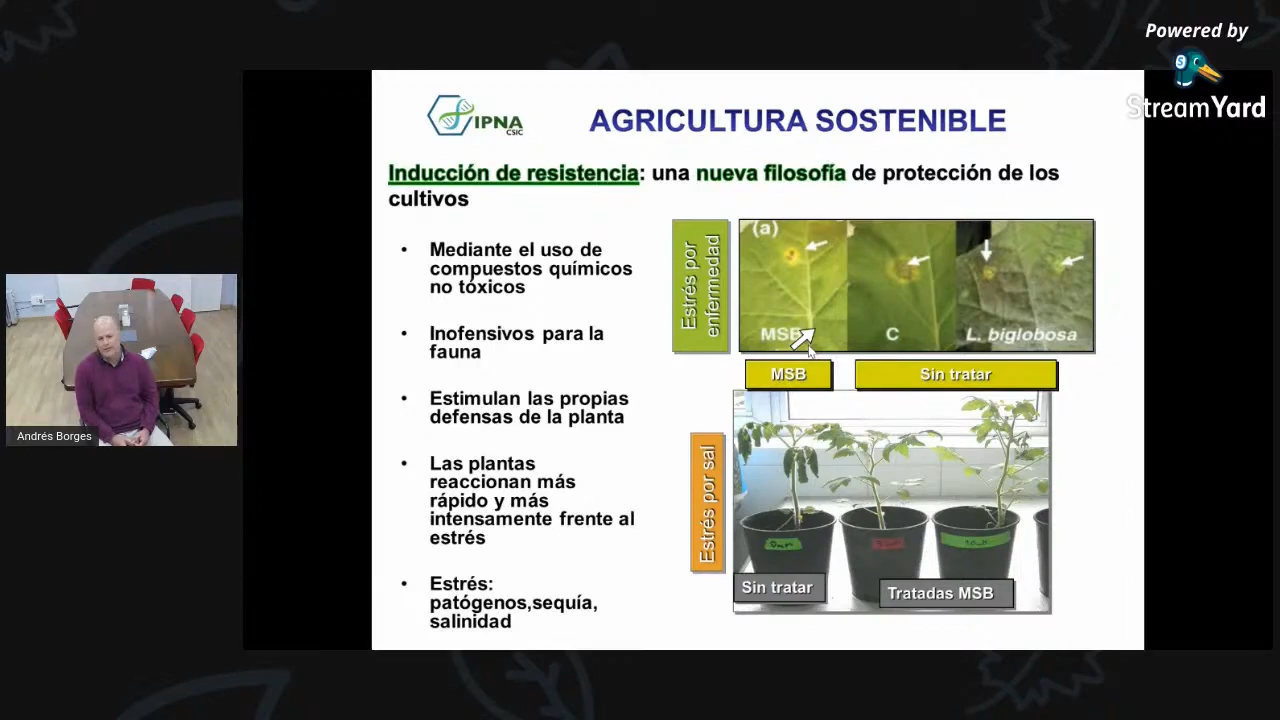 Powered by
StreamYard
IPNA
CSIC
AGRICULTURA SOSTENIBLE
Inducción de resistencia: una nueva filosofía de protección de los
cultivos
Mediante el uso de
compuestos químicos
no tóxicos
Inofensivos para la
fauna
Estimulan las propias
defensas de la planta
Las plantas
reaccionan más
rápido y más
intensamente frente al
estrés
Estrés:
patógenos,sequía,
salinidad
Estrés por
enfermedad
(a)
MSB
C
L. biglobosa
MSB
Sin tratar
Estrés por sal
Sin tratar
Tratadas MSB
Andrés Borges